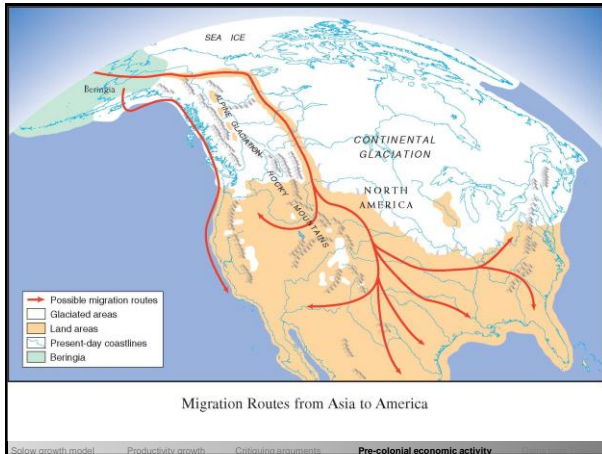 SEA ICE
Beringia
ALPINE GLACIATION
CONTINENTAL
GLACIATION
ROCKY MOUNTAINS
NORTH
AMERICA
Possible migration routes
Glaciated areas
Land areas
Present-day coastlines
Beringia
Migration Routes from Asia to America
Solow growth model Productivity growth Critiquing arguments Pre-colonial economic activity